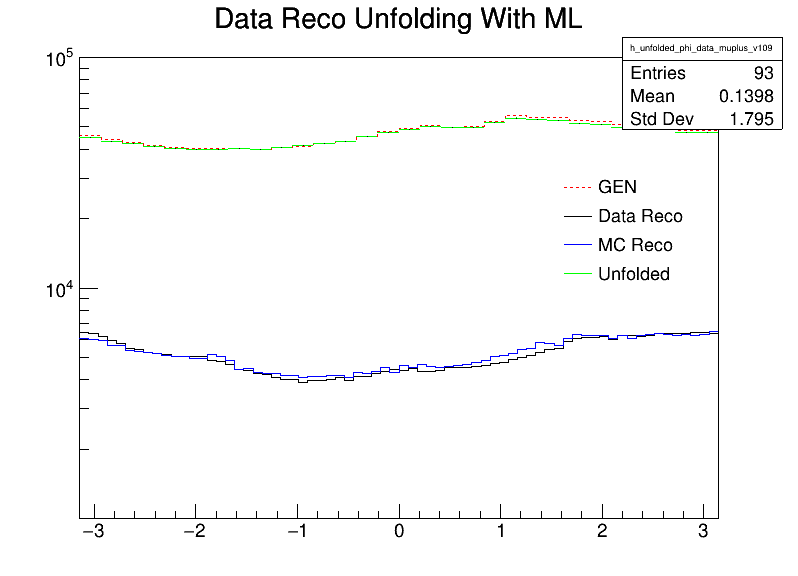 Data Reco Unfolding With ML
h_unfolded_phi_data_muplus_v109
Entries 93
Mean 0.1398
Std Dev 1.795
10^5
GEN
Data Reco
MC Reco
Unfolded
10^4
−3 −2 −1 0 1 2 3